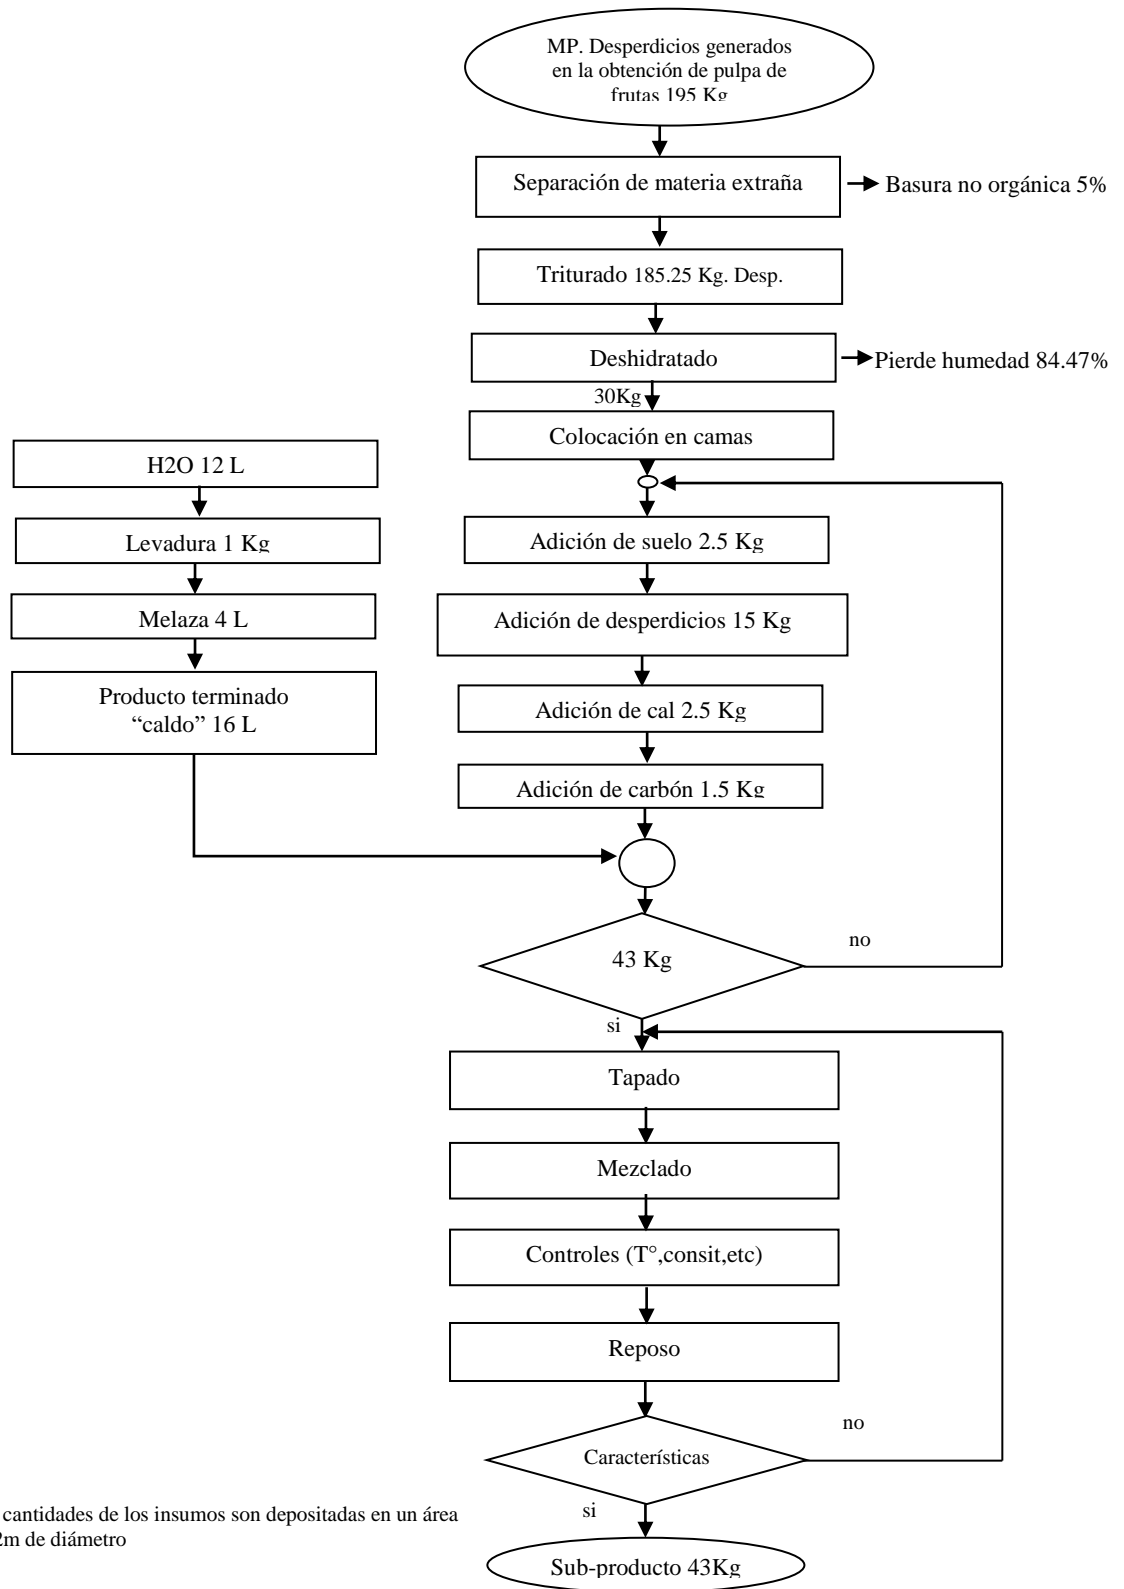 MP. Desperdicios generados
en la obtención de pulpa de
frutas 195 Kg
Separación de materia extraña
Basura no orgánica 5%
Triturado 185.25 Kg. Desp.
Deshidratado
Pierde humedad 84.47%
30Kg
Colocación en camas
H2O 12 L
Levadura 1 Kg
Melaza 4 L
Producto terminado
“caldo” 16 L
Adición de suelo 2.5 Kg
Adición de desperdicios 15 Kg
Adición de cal 2.5 Kg
Adición de carbón 1.5 Kg
43 Kg
no
si
Tapado
Mezclado
Controles (T°,consit,etc)
Reposo
Características
no
si
Sub-producto 43Kg
cantidades de los insumos son depositadas en un área
2m de diámetro